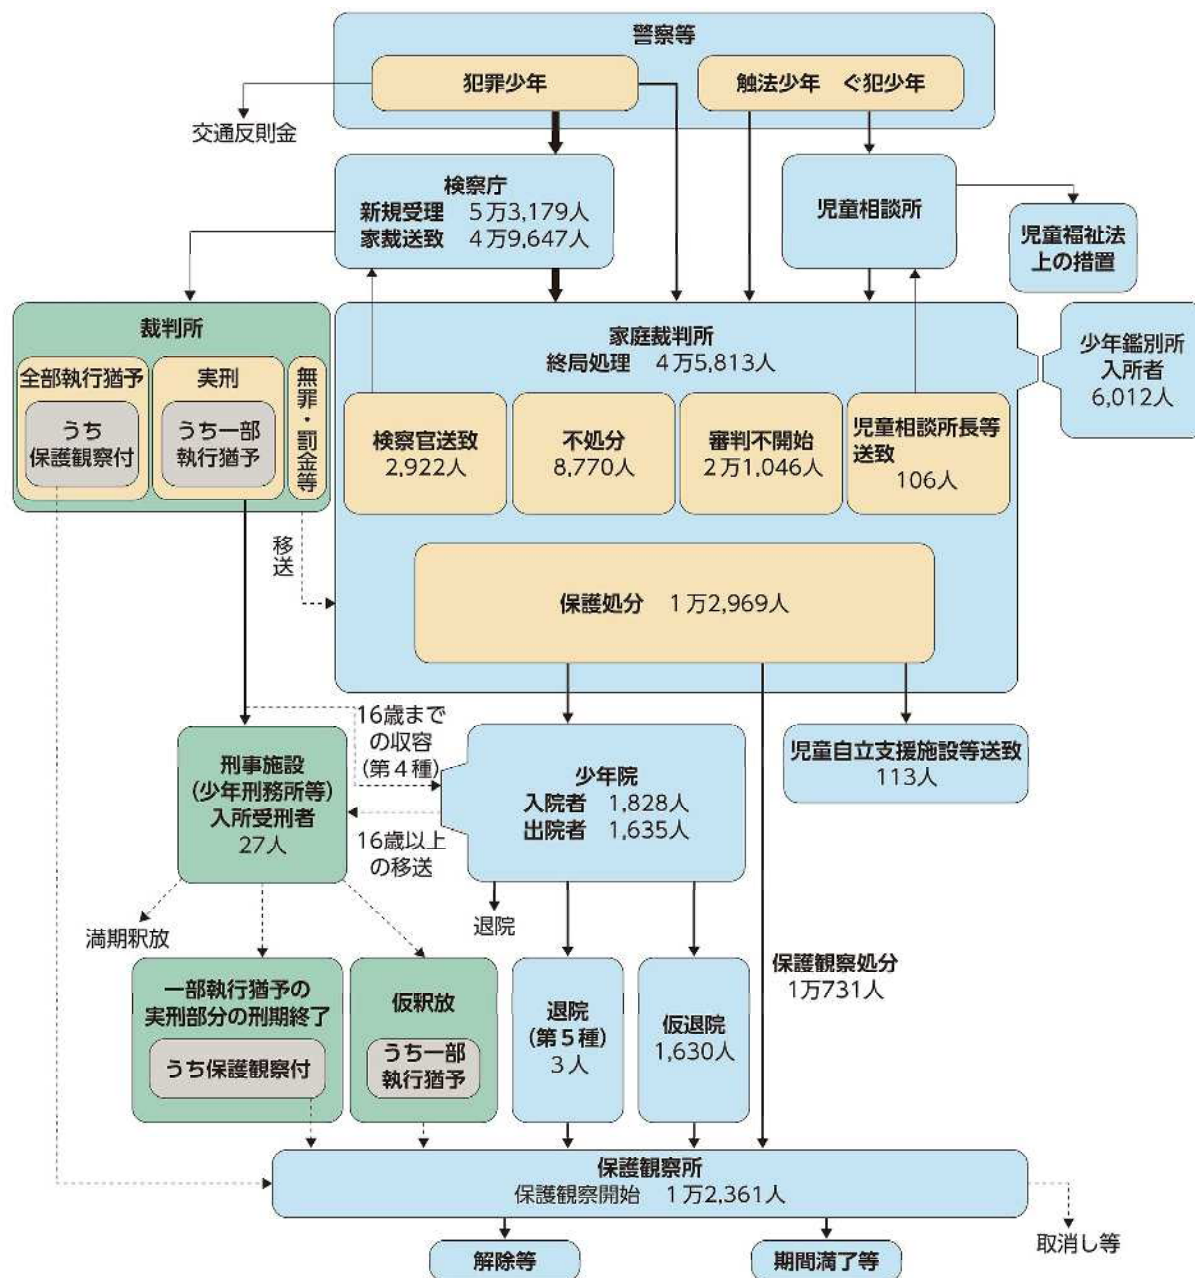 警察等
犯罪少年
触法少年　ぐ犯少年
交通反則金
検察庁
新規受理　5万3,179人
家裁送致　4万9,647人
児童相談所
児童福祉法
上の措置
裁判所
全部執行猶予
うち
保護観察付
実刑
うち一部
執行猶予
無罪・罰金等
家庭裁判所
終局処理　4万5,813人
少年鑑別所
入所者
6,012人
検察官送致
2,922人
不処分
8,770人
審判不開始
2万1,046人
児童相談所長等
送致
106人
移送
保護処分　1万2,969人
16歳まで
の収容
(第4種)
刑事施設
(少年刑務所等)
入所受刑者
27人
少年院
入院者　1,828人
出院者　1,635人
児童自立支援施設等送致
113人
16歳以上
の移送
満期釈放
退院
保護観察処分
1万731人
一部執行猶予の
実刑部分の刑期終了
うち保護観察付
仮釈放
うち一部
執行猶予
退院
(第5種)
3人
仮退院
1,630人
保護観察所
保護観察開始　1万2,361人
取消し等
解除等
期間満了等